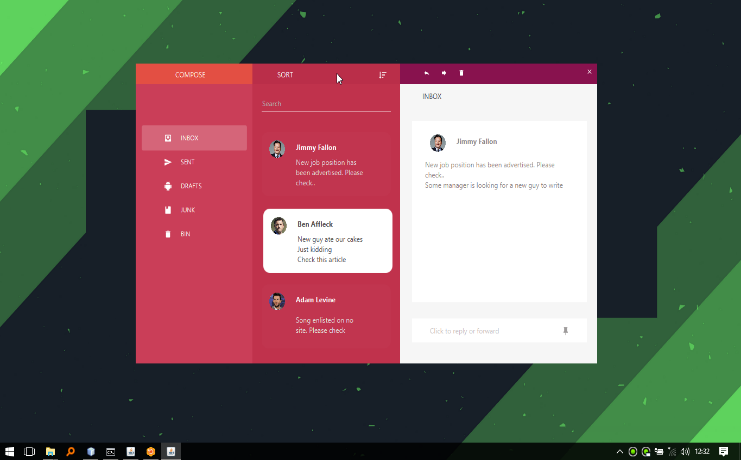 COMPOSE
SORT
INBOX
SENT
DRAFTS
JUNK
BIN
Search
Jimmy Fallon
New job position has
been advertised. Please
check..
Ben Affleck
New guy ate our cakes
Just kidding
Check this article
Adam Levine
Song enlisted on no
site. Please check
INBOX
Jimmy Fallon
New job position has been advertised. Please
check..
Some manager is looking for a new guy to write
Click to reply or forward
12:32